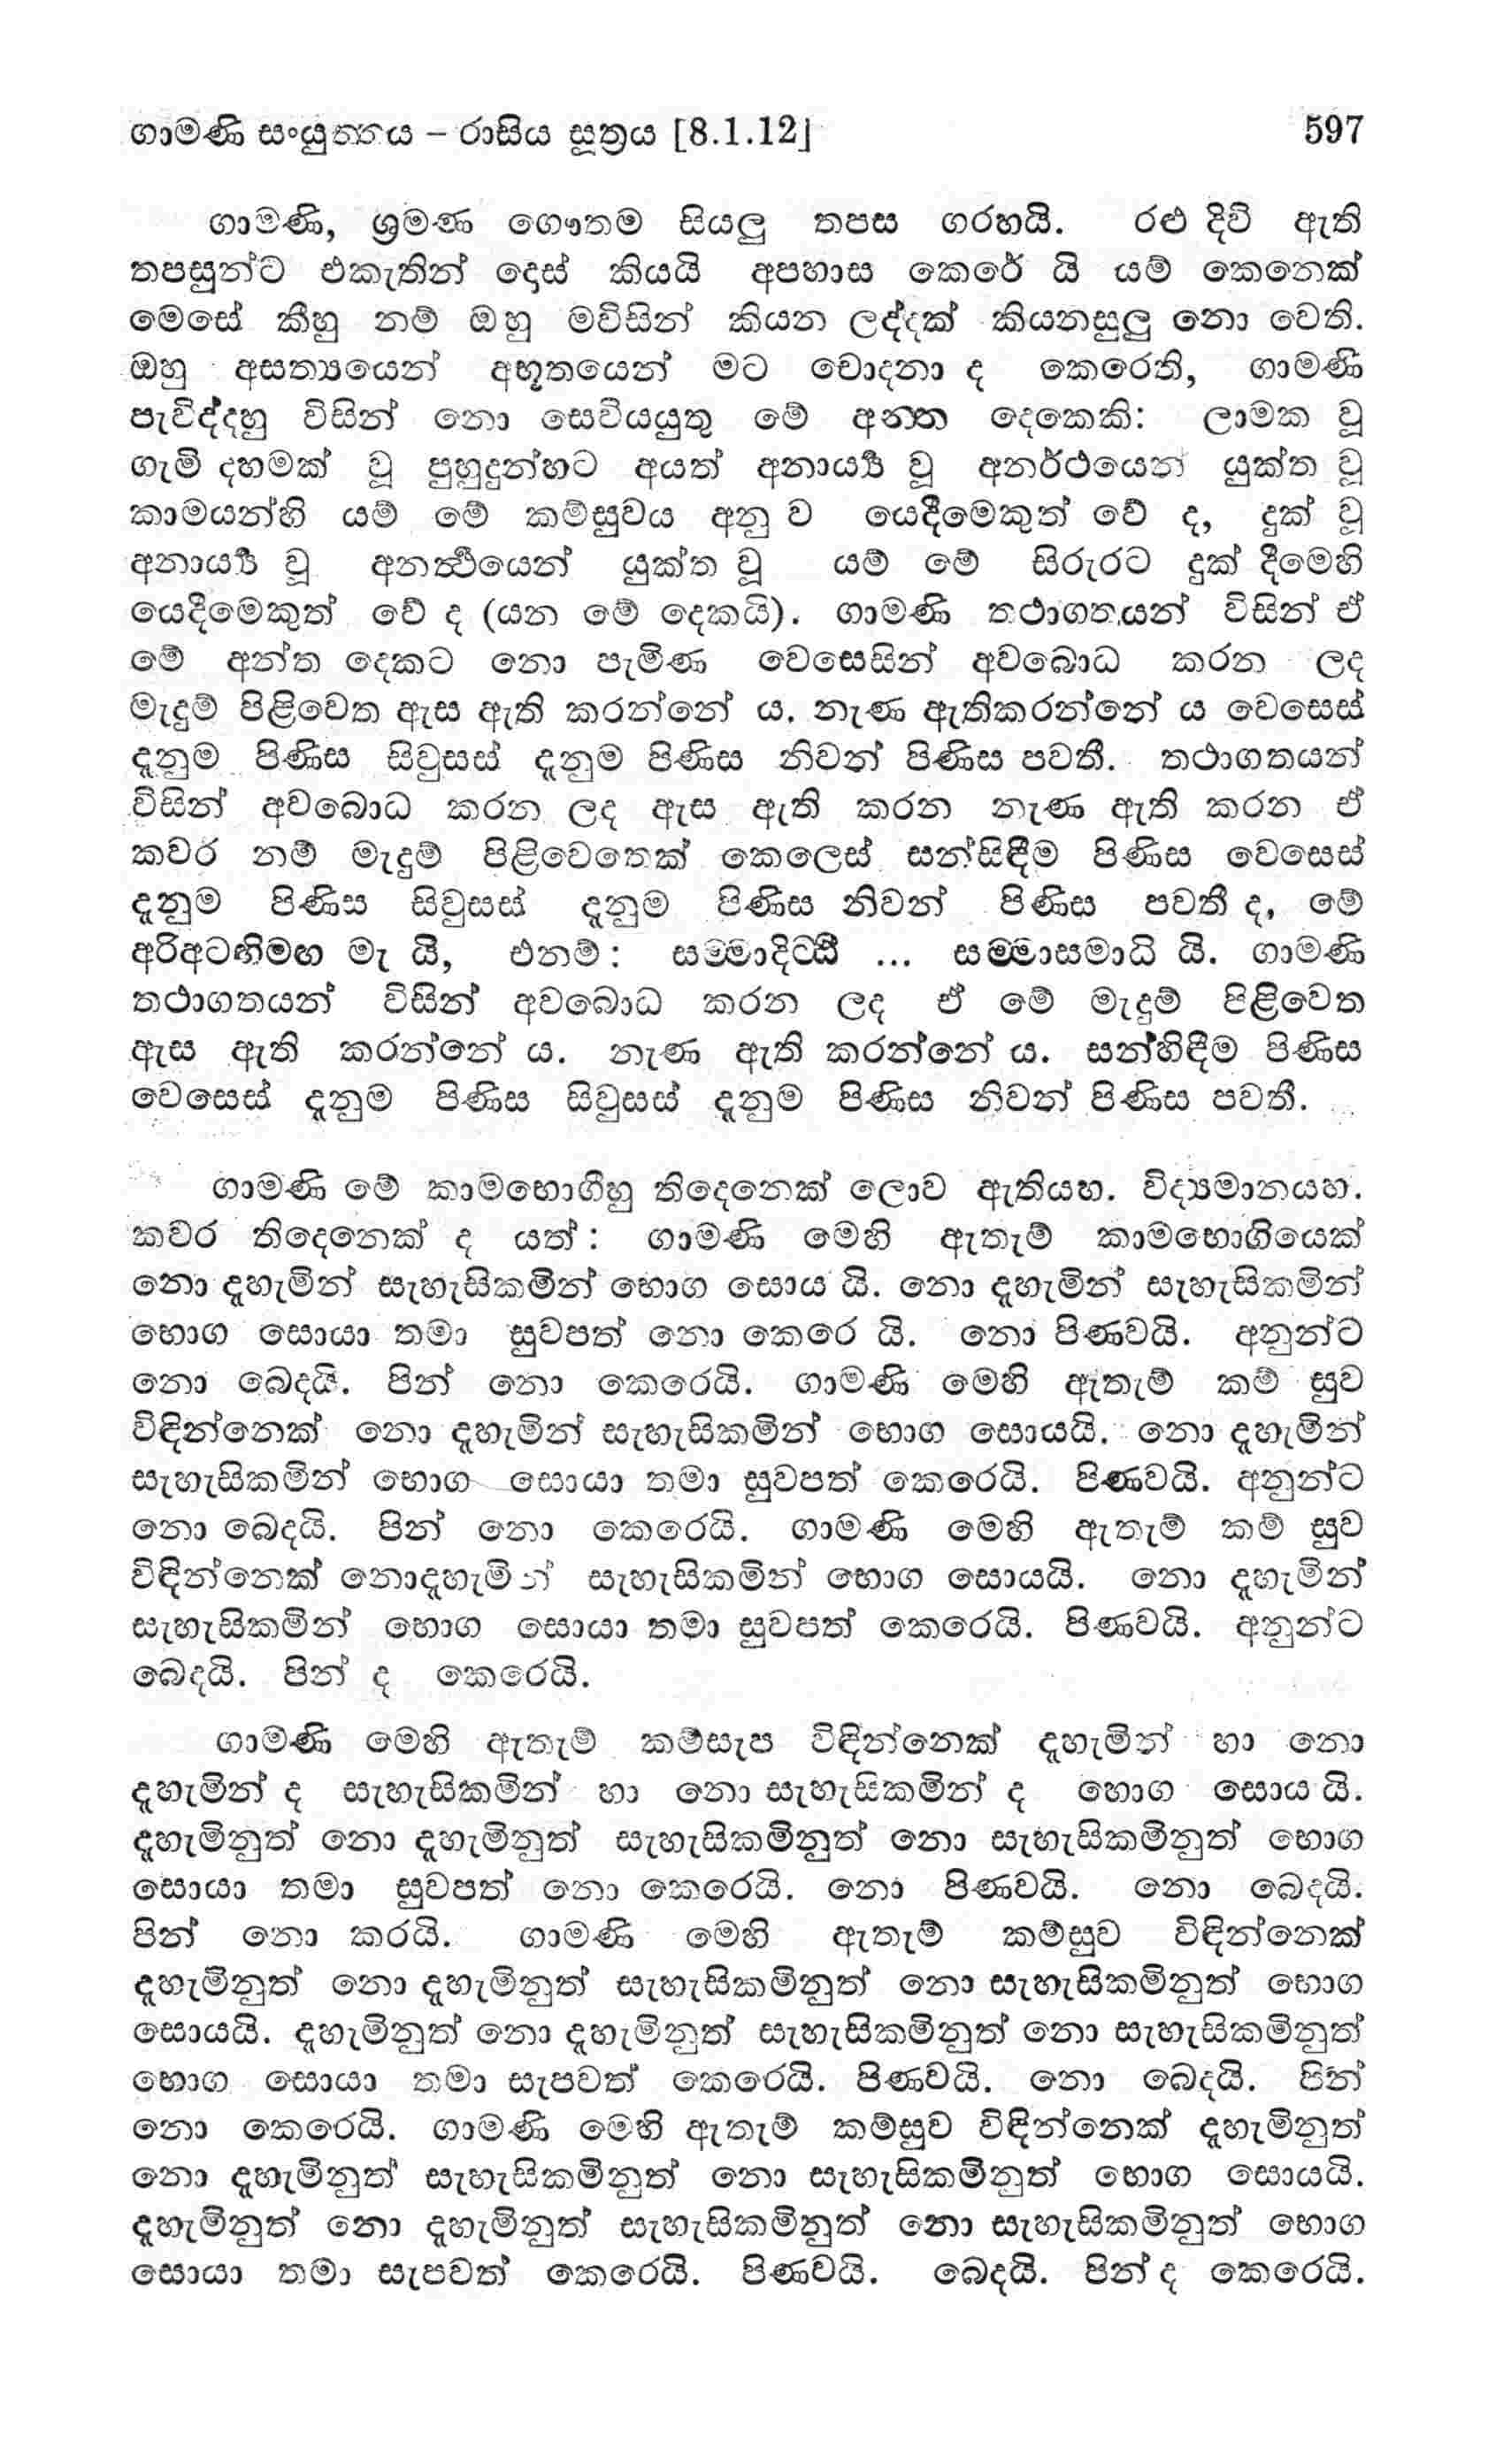 ගාමණි සංයුත්තය – රාසිය සූත්‍රය [8.1.12] 597
ගාමණි, ශ්‍රමණ ගෞතම සියලු තපස ගරහයි. රළු දිවි ඇති
තපසුන්ට එකැතින් දෙස් කියයි අපහාස කෙරේ යි යම් කෙනෙක්
මෙසේ කීහු නම් ඔහු මවිසින් කියන ලද්දක් කියනසුලු නො වෙති.
ඔහු අසත්‍යයෙන් අභූතයෙන් මට චොදනා ද කෙරෙති, ගාමණි
පැවිද්දහු විසින් නො සෙවියයුතු මේ අන්ත දෙකෙකි: ලාමක වූ
ගැමි දහමක් වූ පුහුදුන්හට අයත් අනාර්‍ය්‍ය වූ අනර්ථයෙන් යුක්ත වූ
කාමයන්හි යම් මේ කම්සුවය අනු ව යෙදීමෙකුත් වේ ද, දුක් වූ
අනාර්‍ය්‍ය වූ අනර්ත්‍ථයෙන් යුක්ත වූ යම් මේ සිරුරට දුක් දීමෙහි
යෙදීමෙකුත් වේ ද (යන මේ දෙකයි). ගාමණි තථාගතයන් විසින් ඒ
මේ අන්ත දෙකට නො පැමිණ වෙසෙසින් අවබොධ කරන ලද
මැදුම් පිළිවෙත ඇස ඇති කරන්නේ ය. නැණ ඇතිකරන්නේ ය වෙසෙස්
දැනුම පිණිස සිවුසස් දැනුම පිණිස නිවන් පිණිස පවතී. තථාගතයන්
විසින් අවබොධ කරන ලද ඇස ඇති කරන නැණ ඇති කරන ඒ
කවර නම් මැදුම් පිළිවෙතෙක් කෙලෙස් සන්සිඳීම පිණිස වෙසෙස්
දැනුම පිණිස සිවුසස් දැනුම පිණිස නිවන් පිණිස පවතී ද, මේ
අරිඅටඟිමඟ මැ යි, එනම්: සම්මාදිට්ඨි ... සම්මාසමාධි යි. ගාමණි
තථාගතයන් විසින් අවබොධ කරන ලද ඒ මේ මැදුම් පිළිවෙත
ඇස ඇති කරන්නේ ය. නැණ ඇති කරන්නේ ය. සන්හිඳීම පිණිස
වෙසෙස් දැනුම පිණිස සිවුසස් දැනුම පිණිස නිවන් පිණිස පවතී.
ගාමණි මේ කාමභොගීහු තිදෙනෙක් ලොව ඇතියහ. විද්‍යමානයහ.
කවර තිදෙනෙක් ද යත්: ගාමණි මෙහි ඇතැම් කාමභොගියෙක්
නො දැහැමින් සැහැසිකමින් භොග සොය යි. නො දැහැමින් සැහැසිකමින්
භොග සොයා තමා සුවපත් නො කෙරෙ යි. නො පිණවයි. අනුන්ට
නො බෙදයි. පින් නො කෙරෙයි. ගාමණි මෙහි ඇතැම් කම් සුව
විඳින්නෙක් නො දැහැමින් සැහැසිකමින් භොග සොයයි. නො දැහැමින්
සැහැසිකමින් භොග සොයා තමා සුවපත් කෙරෙයි. පිණවයි. අනුන්ට
නො බෙදයි. පින් නො කෙරෙයි. ගාමණි මෙහි ඇතැම් කම් සුව
විඳින්නෙක් නොදැහැමින් සැහැසිකමින් භොග සොයයි. නො දැහැමින්
සැහැසිකමින් භොග සොයා තමා සුවපත් කෙරෙයි. පිණවයි. අනුන්ට
බෙදයි. පින් ද කෙරෙයි.
ගාමණි මෙහි ඇතැම් කම්සැප විඳින්නෙක් දැහැමින් හා නො
දැහැමින් ද සැහැසිකමින් හා නො සැහැසිකමින් ද භොග සොය යි.
දැහැමිනුත් නො දැහැමිනුත් සැහැසිකමිනුත් නො සැහැසිකමිනුත් භොග
සොයා තමා සුවපත් නො කෙරෙයි. නො පිණවයි. නො බෙදයි.
පින් නො කරයි. ගාමණි මෙහි ඇතැම් කම්සුව විඳින්නෙක්
දැහැමිනුත් නො දැහැමිනුත් සැහැසිකමිනුත් නො සැහැසිකමිනුත් භොග
සොයයි. දැහැමිනුත් නො දැහැමිනුත් සැහැසිකමිනුත් නො සැහැසිකමිනුත්
භොග සොයා තමා සැපවත් කෙරෙයි. පිණවයි. නො බෙදයි. පින්
නො කෙරෙයි. ගාමණි මෙහි ඇතැම් කම්සුව විඳින්නෙක් දැහැමිනුත්
නො දැහැමිනුත් සැහැසිකමිනුත් නො සැහැසිකමිනුත් භොග සොයයි.
දැහැමිනුත් නො දැහැමිනුත් සැහැසිකමිනුත් නො සැහැසිකමිනුත් භොග
සොයා තමා සැපවත් කෙරෙයි. පිණවයි. බෙදයි. පින් ද කෙරෙයි.